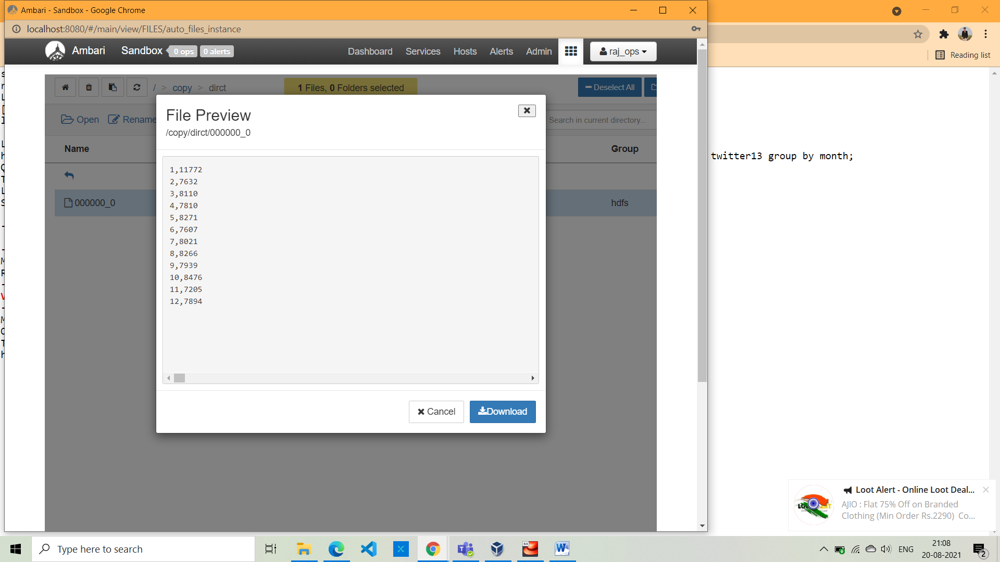 Ambari - Sandbox - Google Chrome
localhost:8080/#/main/view/FILES/auto_files_instance
Reading list
Ambari Sandbox 0 ops 0 alerts Dashboard Services Hosts Alerts Admin raj_ops
/ > copy > dirct 1 Files, 0 Folders selected Deselect All
Open Rename Search in current directory...
File Preview
/copy/dirct/000000_0
Name Group
twitter13 group by month;
000000_0 hdfs
1,11772
2,7632
3,8110
4,7810
5,8271
6,7607
7,8021
8,8266
9,7939
10,8476
11,7205
12,7894
Cancel Download
Loot Alert - Online Loot Deal...
AJIO : Flat 75% Off on Branded
Clothing (Min Order Rs.2290) Co...
Type here to search
ENG
21:08
20-08-2021
2